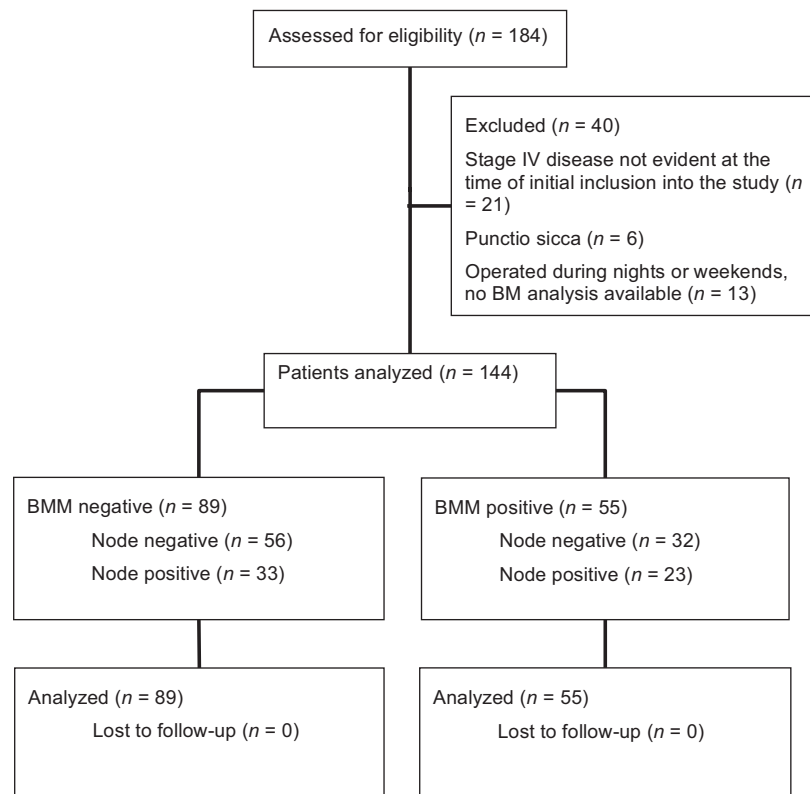 Assessed for eligibility (n = 184)
Excluded (n = 40)
Stage IV disease not evident at the
time of initial inclusion into the study (n
= 21)
Punctio sicca (n = 6)
Operated during nights or weekends,
no BM analysis available (n = 13)
Patients analyzed (n = 144)
BMM negative (n = 89)
Node negative (n = 56)
Node positive (n = 33)
BMM positive (n = 55)
Node negative (n = 32)
Node positive (n = 23)
Analyzed (n = 89)
Lost to follow-up (n = 0)
Analyzed (n = 55)
Lost to follow-up (n = 0)